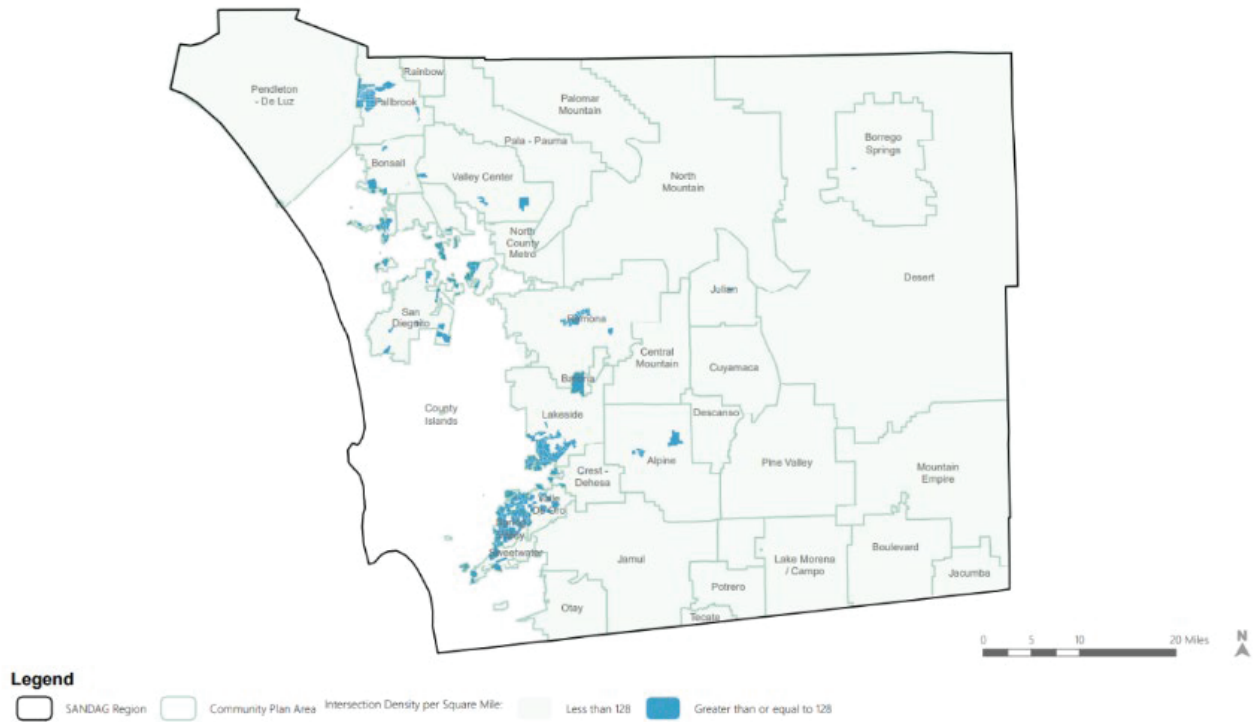 Rainbow
Pendleton
- De Luz
Fallbrook
Palomar
Mountain
Borrego
Springs
Pala - Pauma
Bonsall
Valley Center
North
Mountain
North
County
Metro
Desert
Julien
San
Dieguito
Ramona
Central
Mountain
Cuyamaca
Barona
County
Islands
Lakeside
Descanso
Alpine
Pine Valley
Mountain
Empire
Crest -
Dehesa
Valle
De Oro
Spring
Valley
Sweetwater
Jamul
Lake Morena
/ Campo
Boulevard
Jacumba
Potrero
Otay
Tecate
0 5 10 20 Miles
N
Legend
SANDAG Region
Community Plan Area
Intersection Density per Square Mile:
Less than 128
Greater than or equal to 128